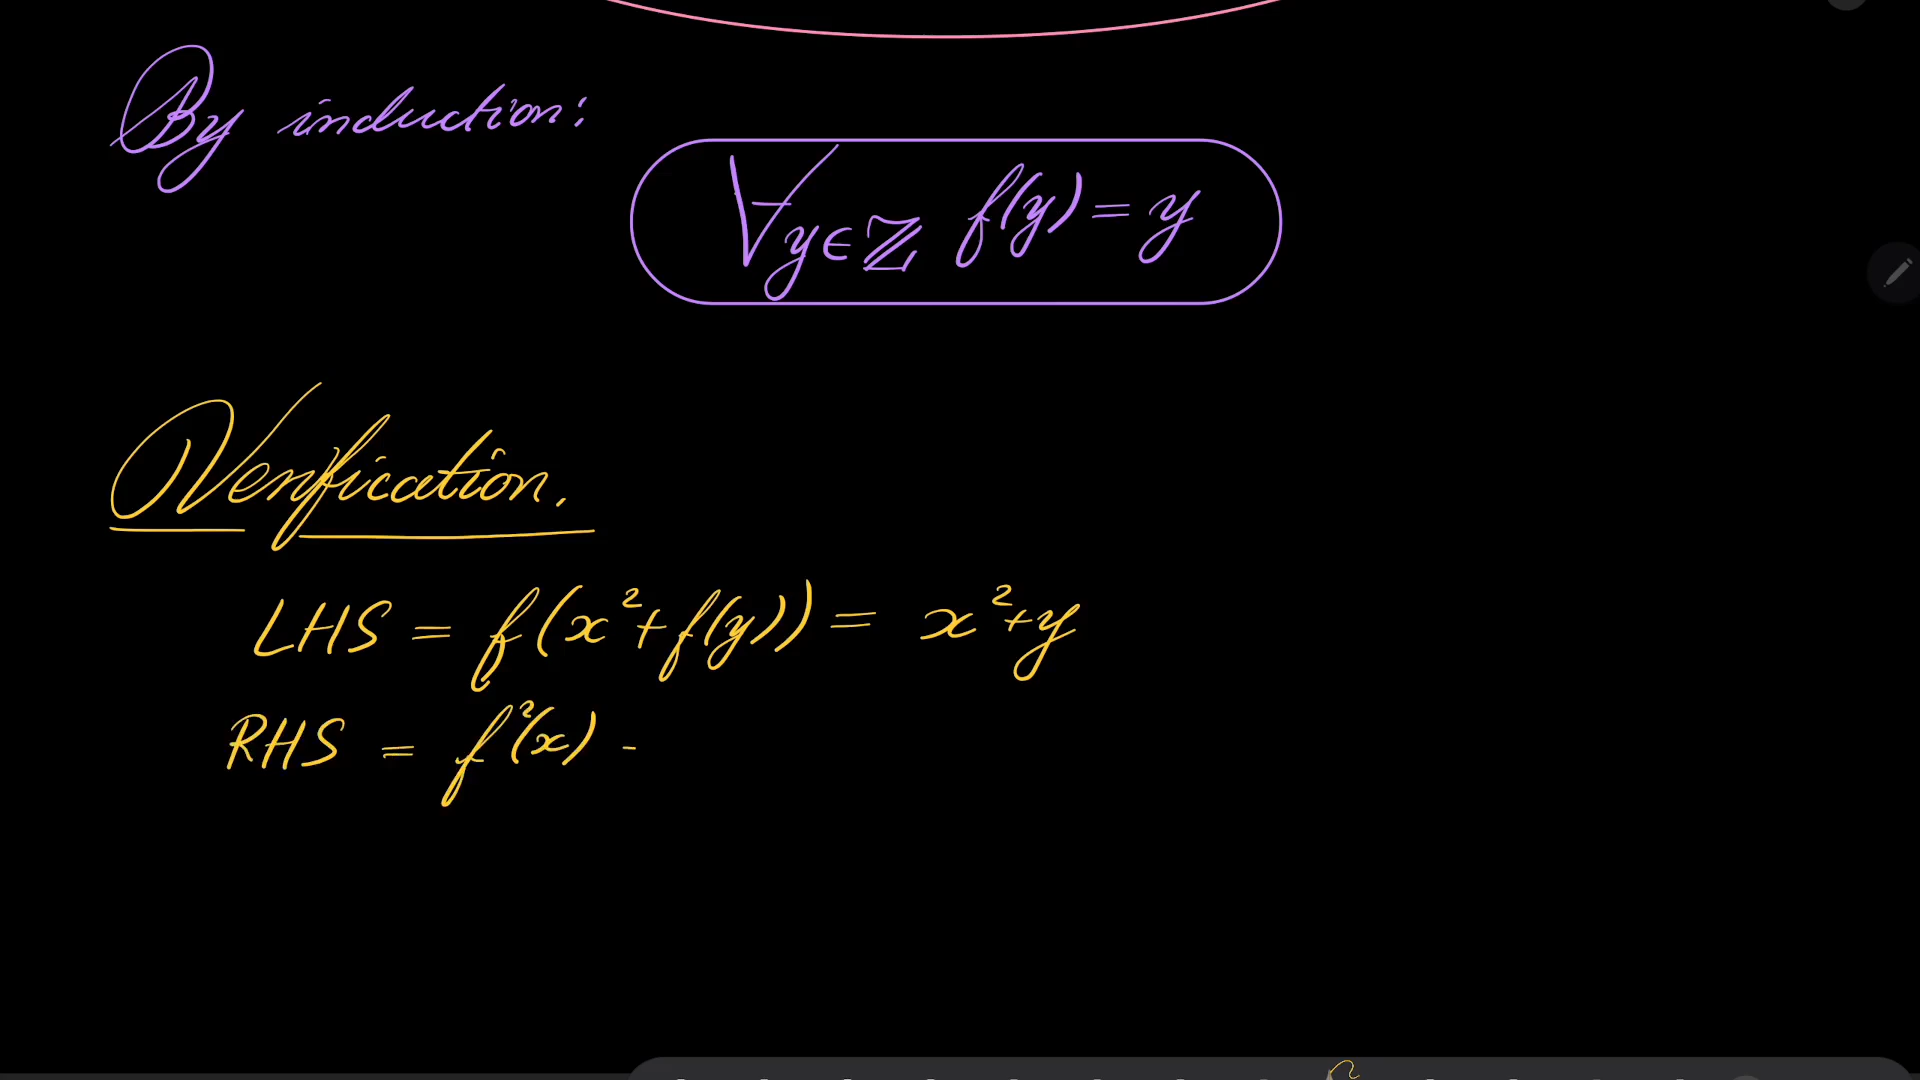 By induction:
∀y∈ℤ f(y) = y
Verification.
LHS = f(x²+f(y)) = x²+y
RHS = f²(x) -